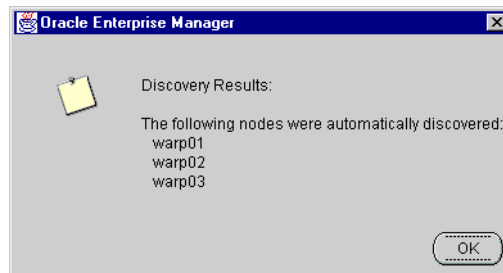 Oracle Enterprise Manager
Discovery Results:
The following nodes were automatically discovered:
warp01
warp02
warp03
OK